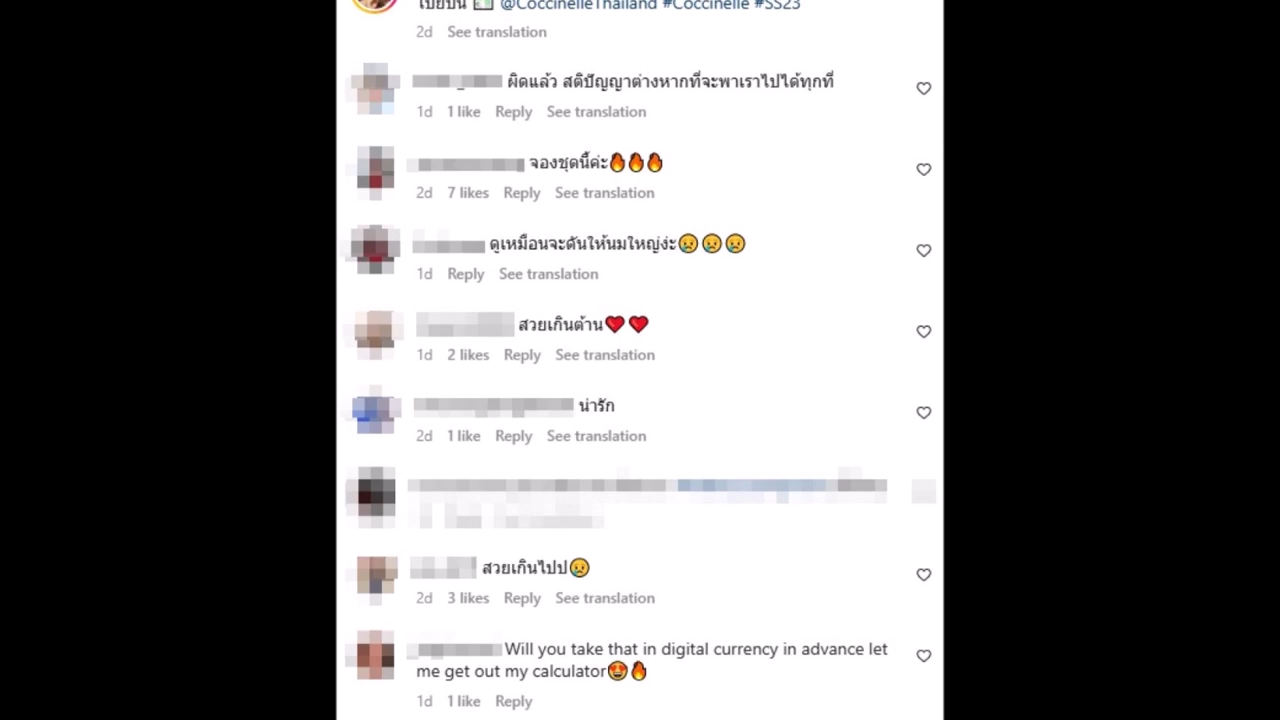 @CoccinelleThailand #Coccinelle #SS23
2d See translation
ผิดแล้ว สติปัญญาต่างหากที่จะพาเราไปได้ทุกที่
1d 1 like Reply See translation
จองชุดนี้ค่ะ🔥🔥🔥
2d 7 likes Reply See translation
ดูเหมือนจะดันให้นมใหญ่ง่ะ😢😢😢
1d Reply See translation
สวยเกินต้าน❤️❤️
1d 2 likes Reply See translation
น่ารัก
2d 1 like Reply See translation
สวยเกินไปป😢
2d 3 likes Reply See translation
Will you take that in digital currency in advance let
me get out my calculator😍🔥
1d 1 like Reply